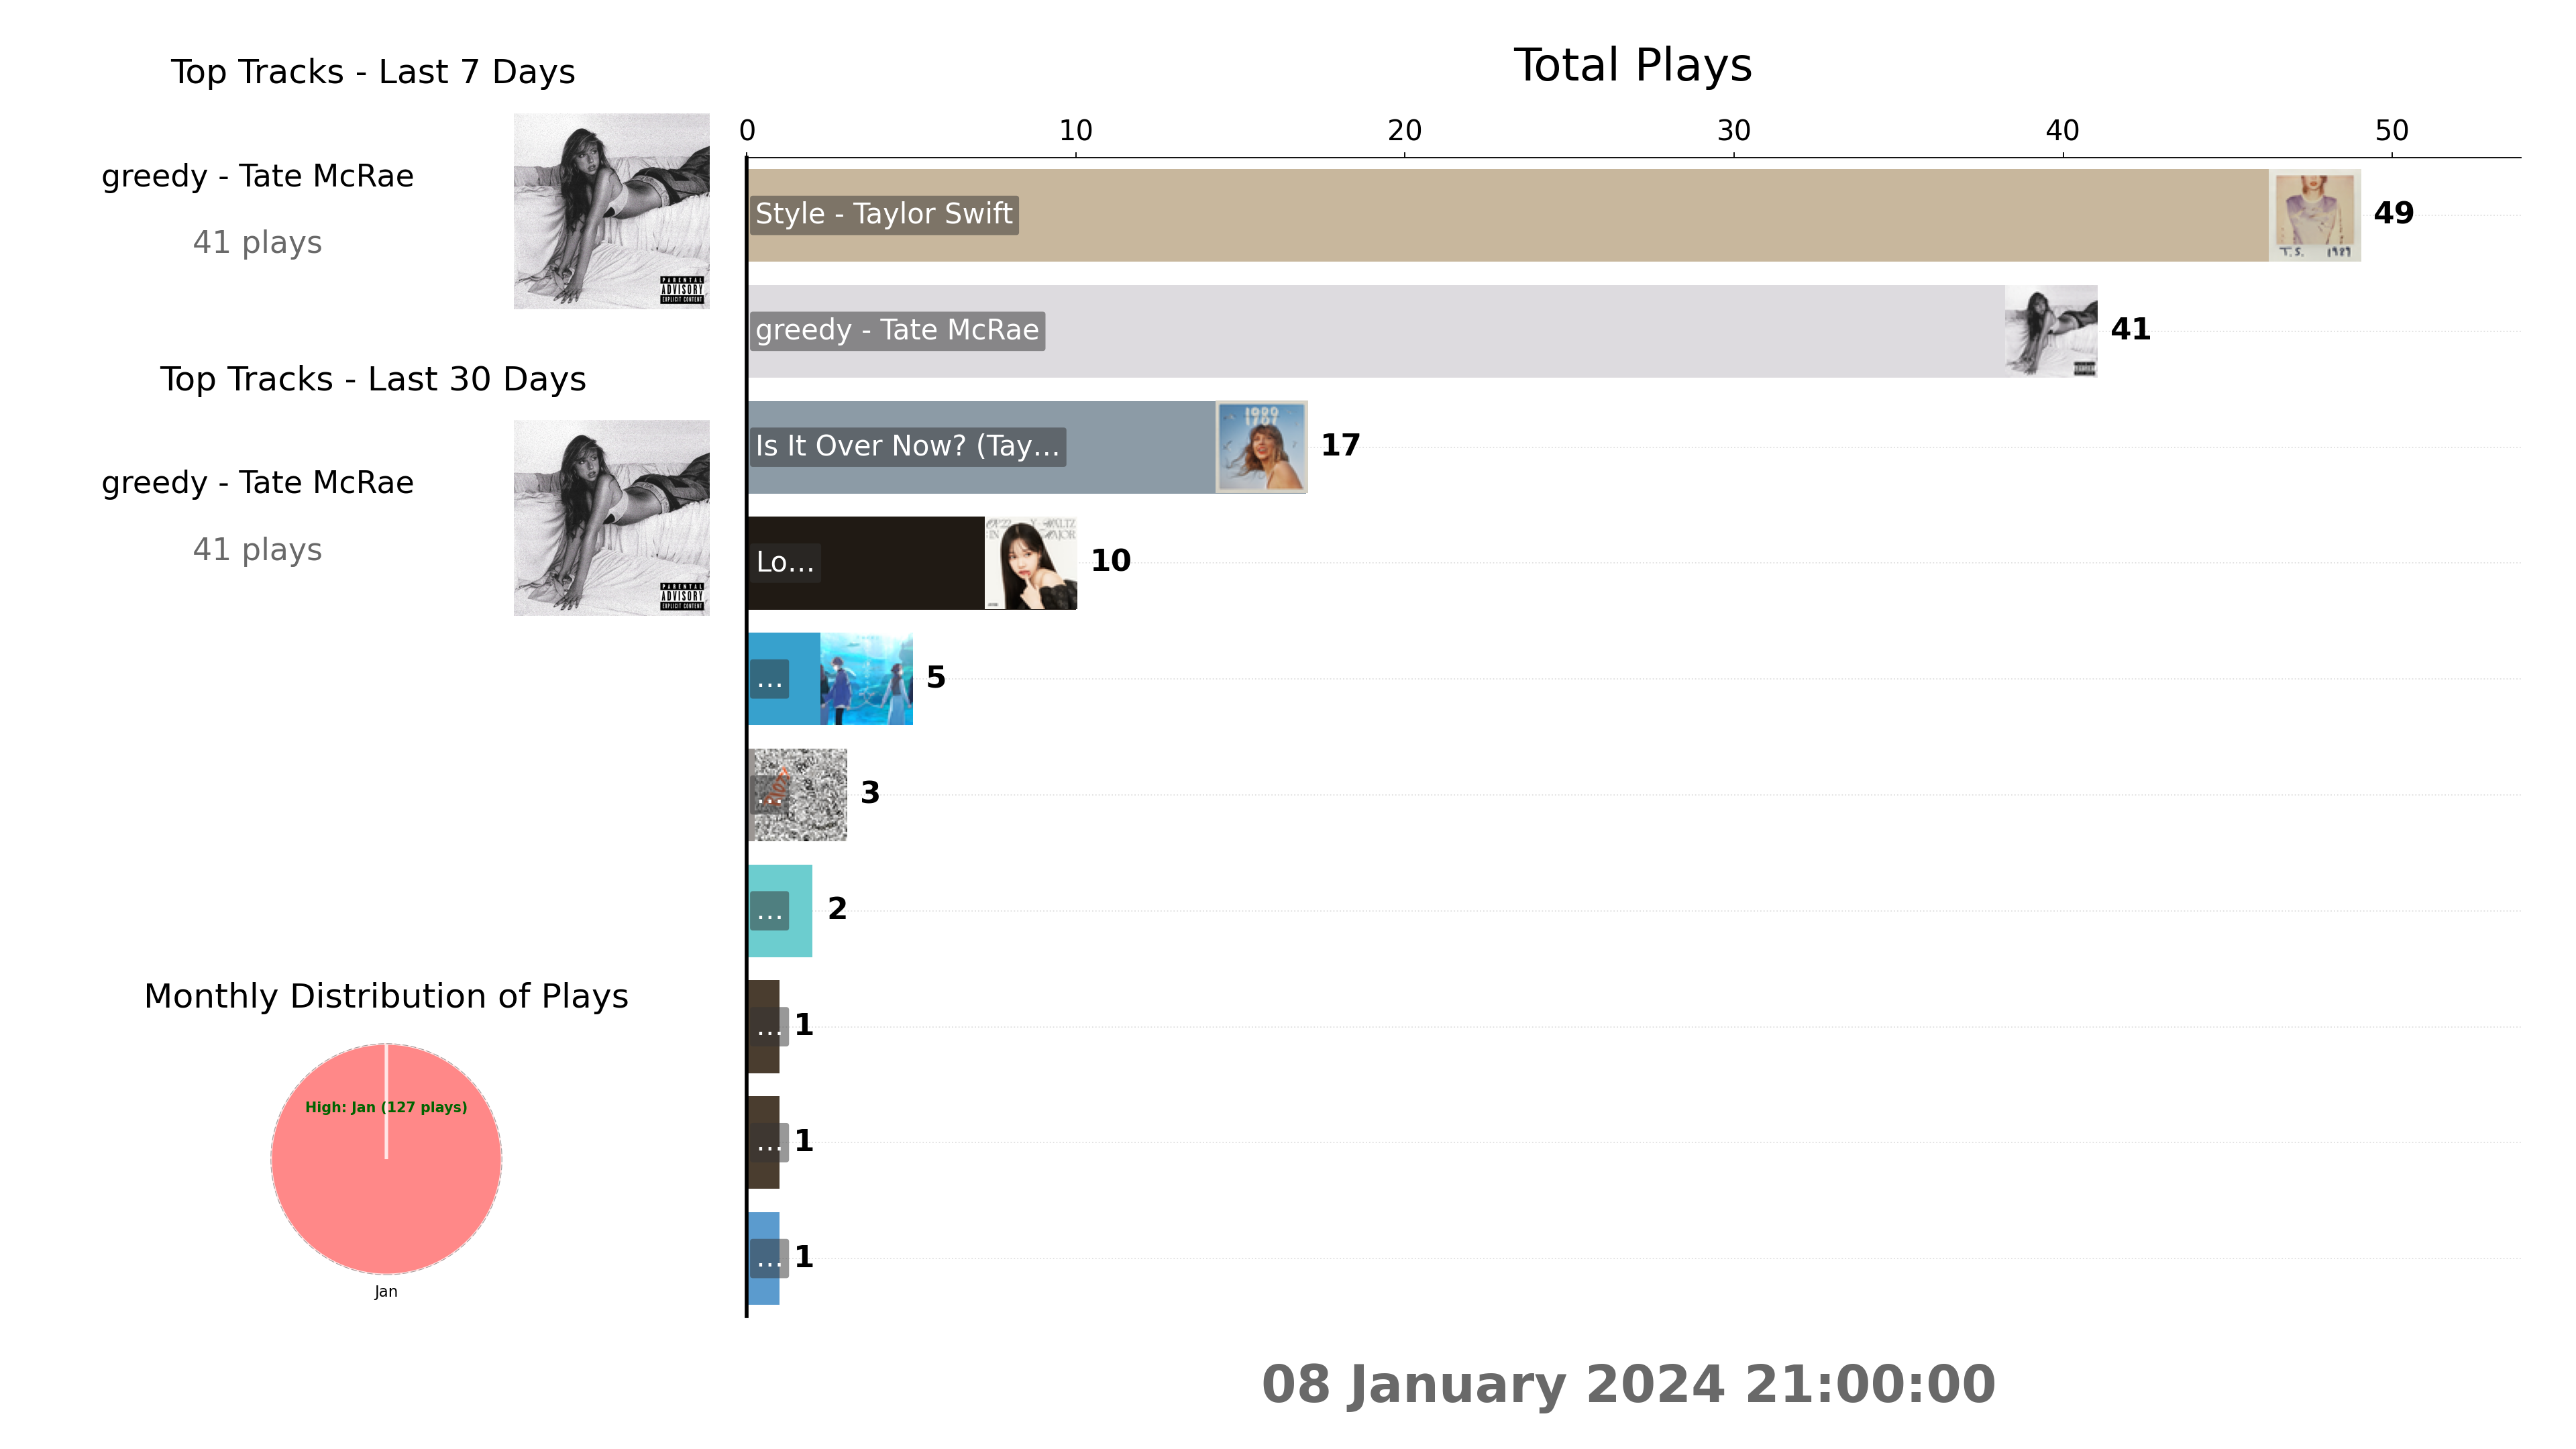 Top Tracks - Last 7 Days
greedy - Tate McRae
41 plays
PARENTAL
ADVISORY
EXPLICIT CONTENT
Top Tracks - Last 30 Days
greedy - Tate McRae
41 plays
PARENTAL
ADVISORY
EXPLICIT CONTENT
Monthly Distribution of Plays
High: Jan (127 plays)
Jan
Total Plays
0 10 20 30 40 50
Style - Taylor Swift
T.S. 1989
49
greedy - Tate McRae
41
Is It Over Now? (Tay...
17
Lo...
10
... 5
... 3
... 2
... 1
... 1
... 1
08 January 2024 21:00:00